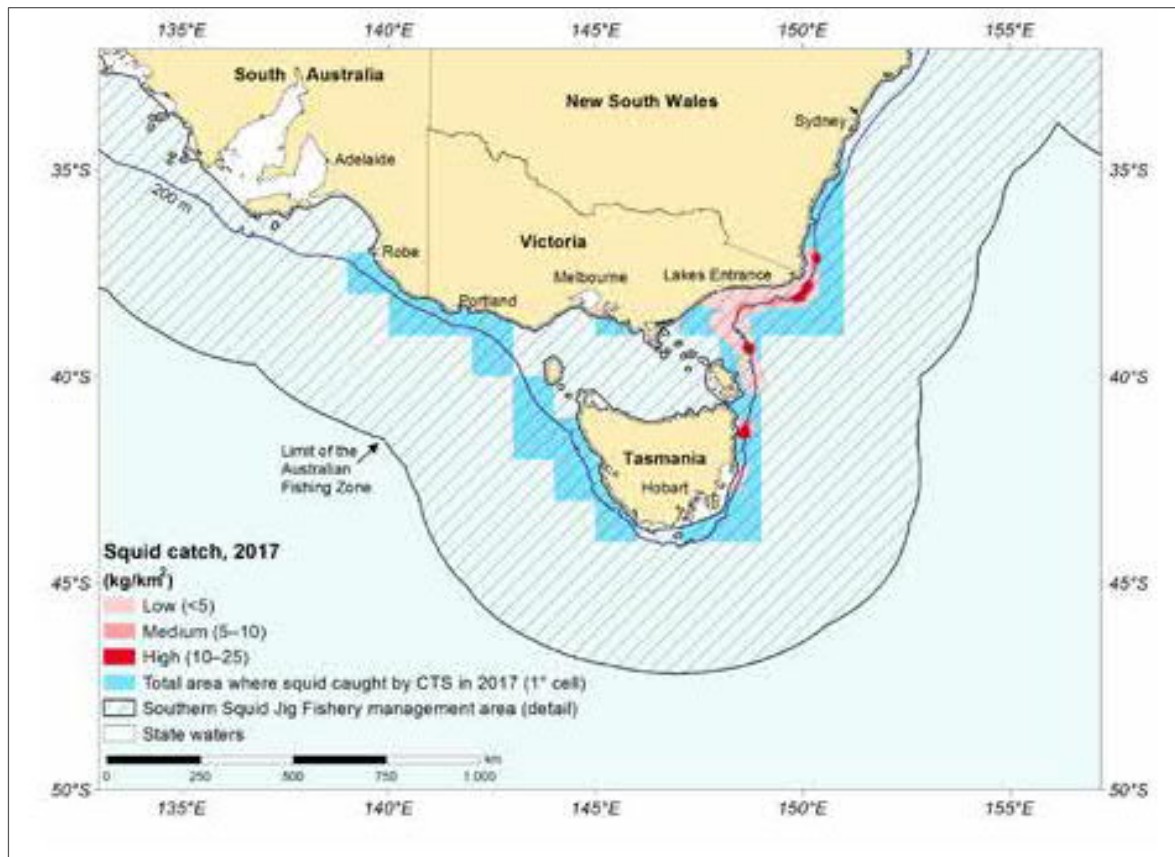 135°E 140°E 145°E 150°E 155°E
South Australia
New South Wales
Sydney
Adelaide
35°S 35°S
200 m
Robe
Victoria
Melbourne
Lakes Entrance
Portland
40°S 40°S
Limit of the
Australian
Fishing Zone
Tasmania
Hobart
Squid catch, 2017
(kg/km²)
45°S 45°S
Low (<5)
Medium (5–10)
High (10–25)
Total area where squid caught by CTS in 2017 (1° cell)
Southern Squid Jig Fishery management area (detail)
State waters
km
0 250 500 750 1 000
50°S 50°S
135°E 140°E 145°E 150°E 155°E